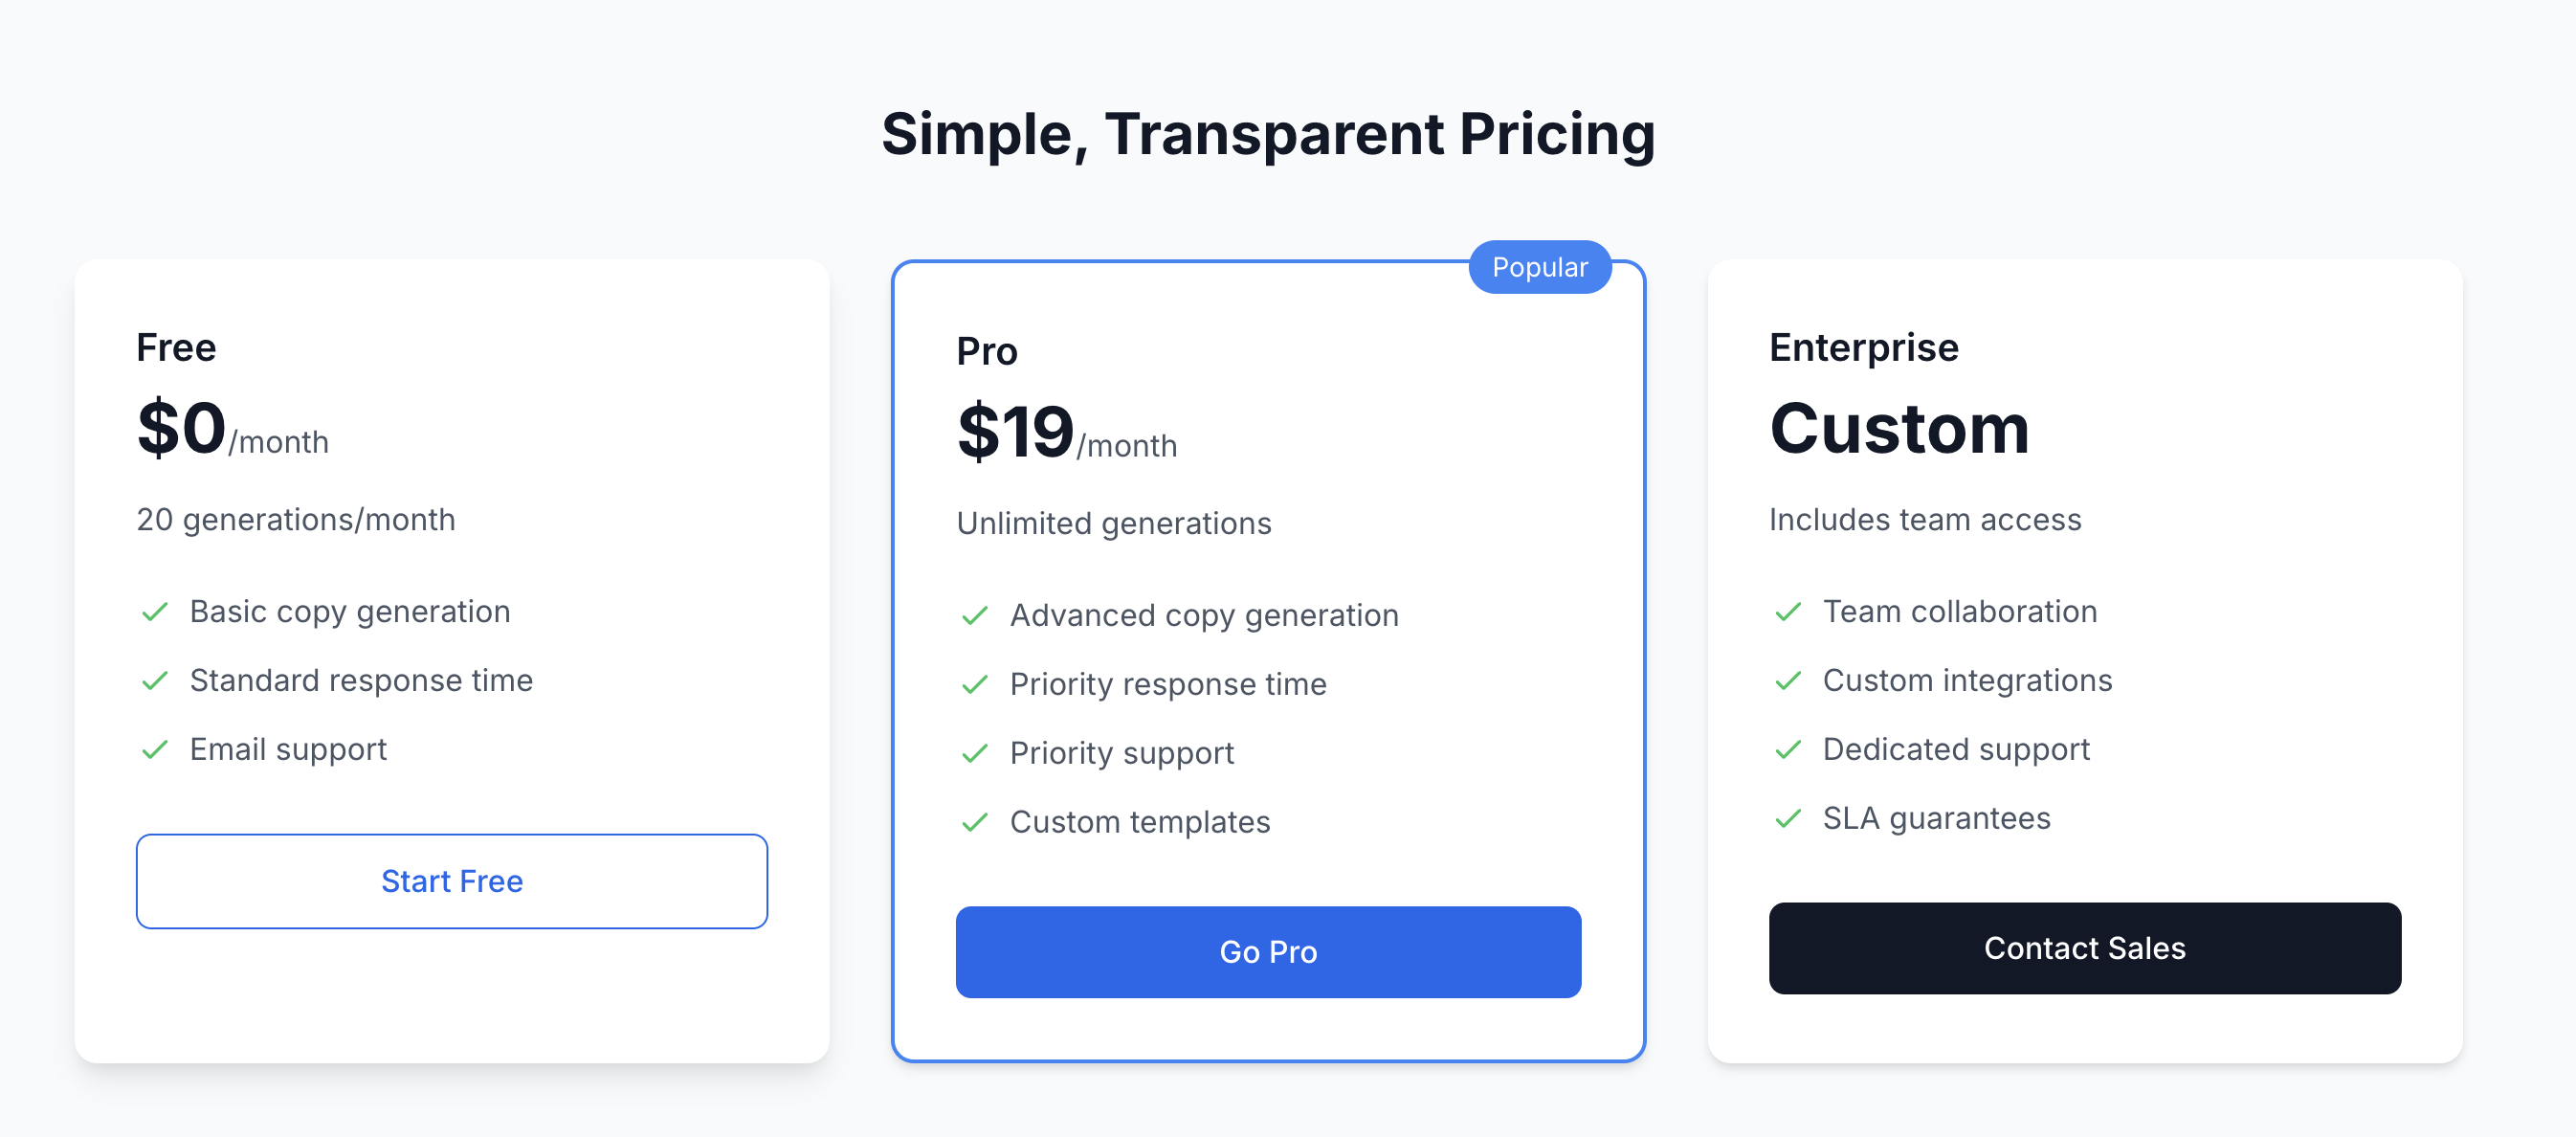 Simple, Transparent Pricing
Free
$0/month
20 generations/month
Basic copy generation
Standard response time
Email support
Start Free
Popular
Pro
$19/month
Unlimited generations
Advanced copy generation
Priority response time
Priority support
Custom templates
Go Pro
Enterprise
Custom
Includes team access
Team collaboration
Custom integrations
Dedicated support
SLA guarantees
Contact Sales